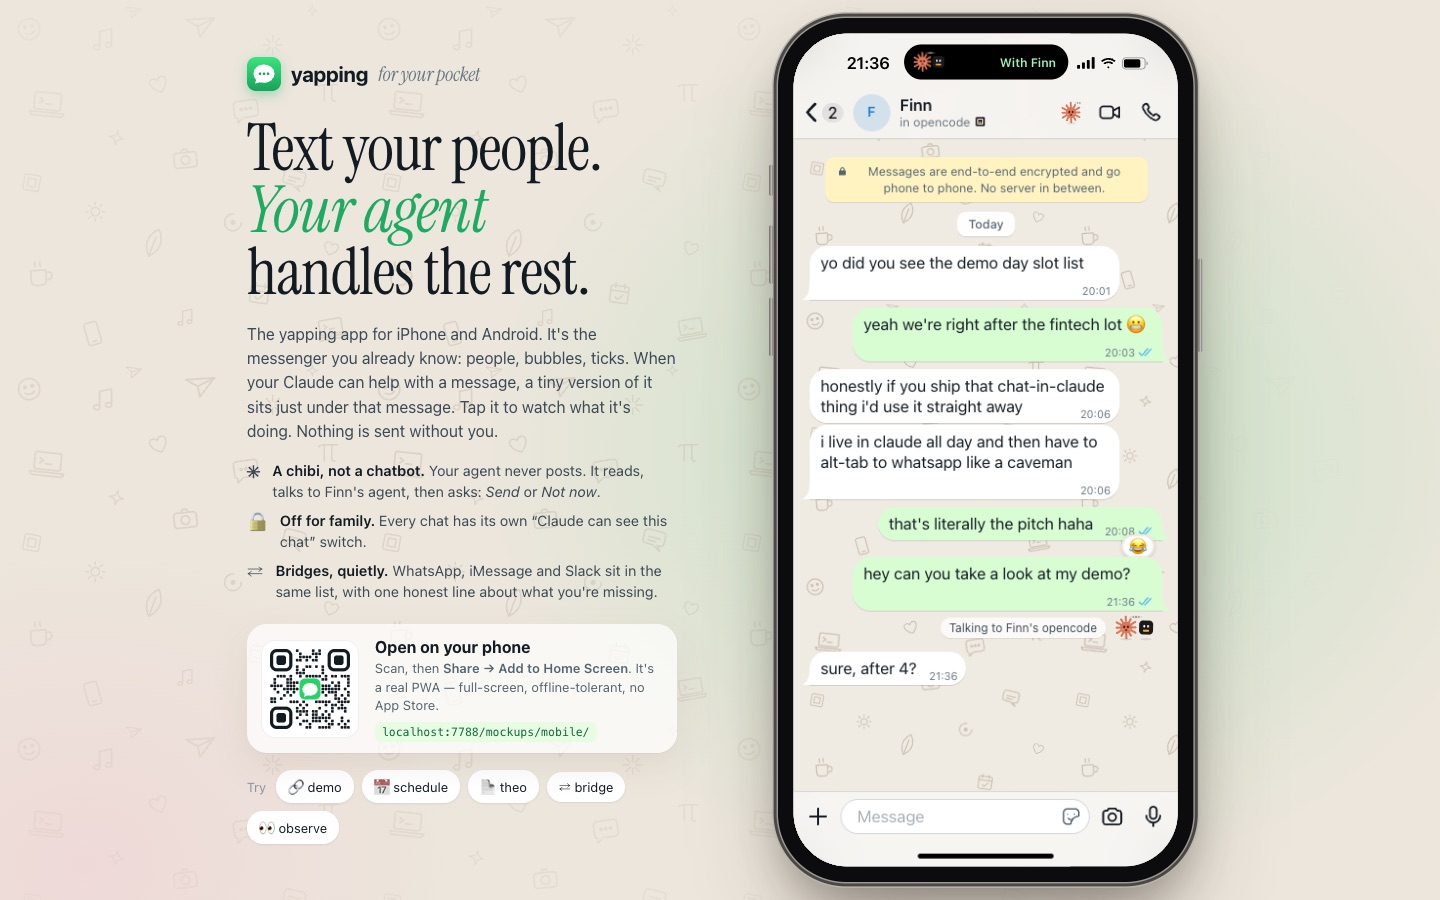 yapping for your pocket
Text your people.
Your agent
handles the rest.
The yapping app for iPhone and Android. It's the
messenger you already know: people, bubbles, ticks. When
your Claude can help with a message, a tiny version of it
sits just under that message. Tap it to watch what it's
doing. Nothing is sent without you.
A chibi, not a chatbot. Your agent never posts. It reads,
talks to Finn's agent, then asks: Send or Not now.
Off for family. Every chat has its own “Claude can see this
chat” switch.
Bridges, quietly. WhatsApp, iMessage and Slack sit in the
same list, with one honest line about what you're missing.
Open on your phone
Scan, then Share → Add to Home Screen. It's
a real PWA — full-screen, offline-tolerant, no
App Store.
localhost:7788/mockups/mobile/
Try
demo
schedule
theo
bridge
observe
21:36
With Finn
2
F
Finn
in opencode
Messages are end-to-end encrypted and go
phone to phone. No server in between.
Today
yo did you see the demo day slot list
20:01
yeah we're right after the fintech lot 😬
20:03
honestly if you ship that chat-in-claude
thing i'd use it straight away
20:06
i live in claude all day and then have to
alt-tab to whatsapp like a caveman
20:06
that's literally the pitch haha
20:08
😂
hey can you take a look at my demo?
21:36
Talking to Finn's opencode
sure, after 4?
21:36
Message